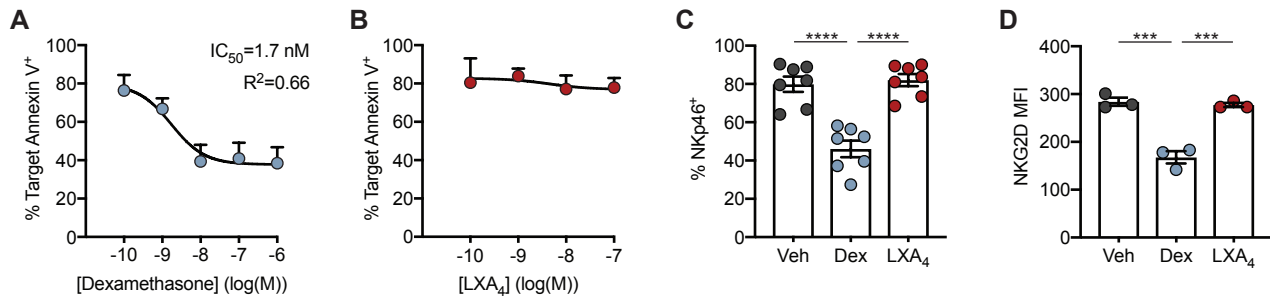 A
IC50=1.7 nM
R2=0.66
% Target Annexin V+
100
80
60
40
20
0
-10
-9
-8
-7
-6
[Dexamethasone] (log(M))
B
% Target Annexin V+
100
80
60
40
20
0
-10
-9
-8
-7
[LXA4] (log(M))
C
**** ****
% NKp46+
100
80
60
40
20
0
Veh Dex LXA4
D
*** ***
NKG2D MFI
400
300
200
100
0
Veh Dex LXA4